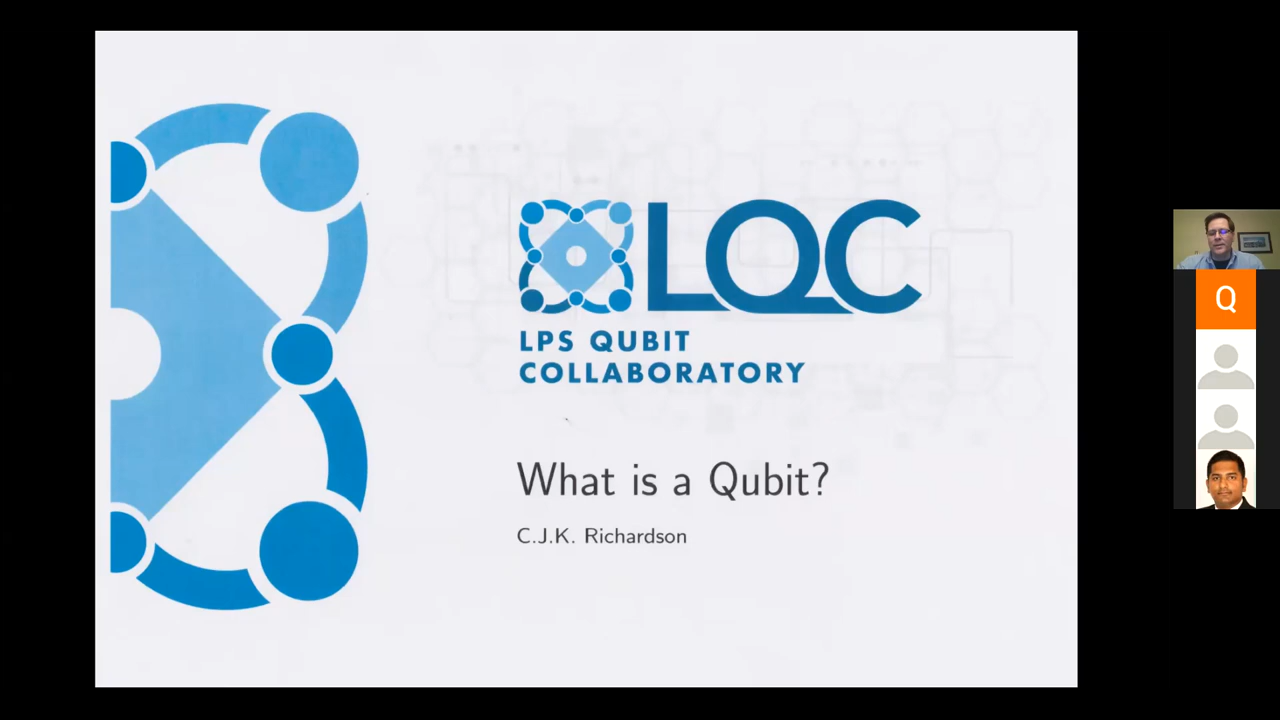 LQC
LPS QUBIT
COLLABORATORY
What is a Qubit?
C.J.K. Richardson
Q